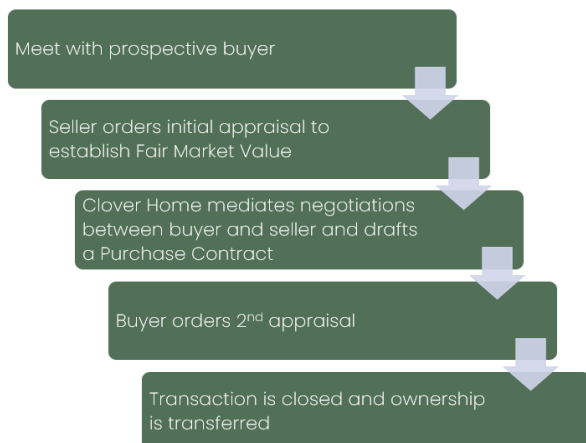 Meet with prospective buyer
Seller orders initial appraisal to
establish Fair Market Value
Clover Home mediates negotiations
between buyer and seller and drafts
a Purchase Contract
Buyer orders 2nd appraisal
Transaction is closed and ownership
is transferred